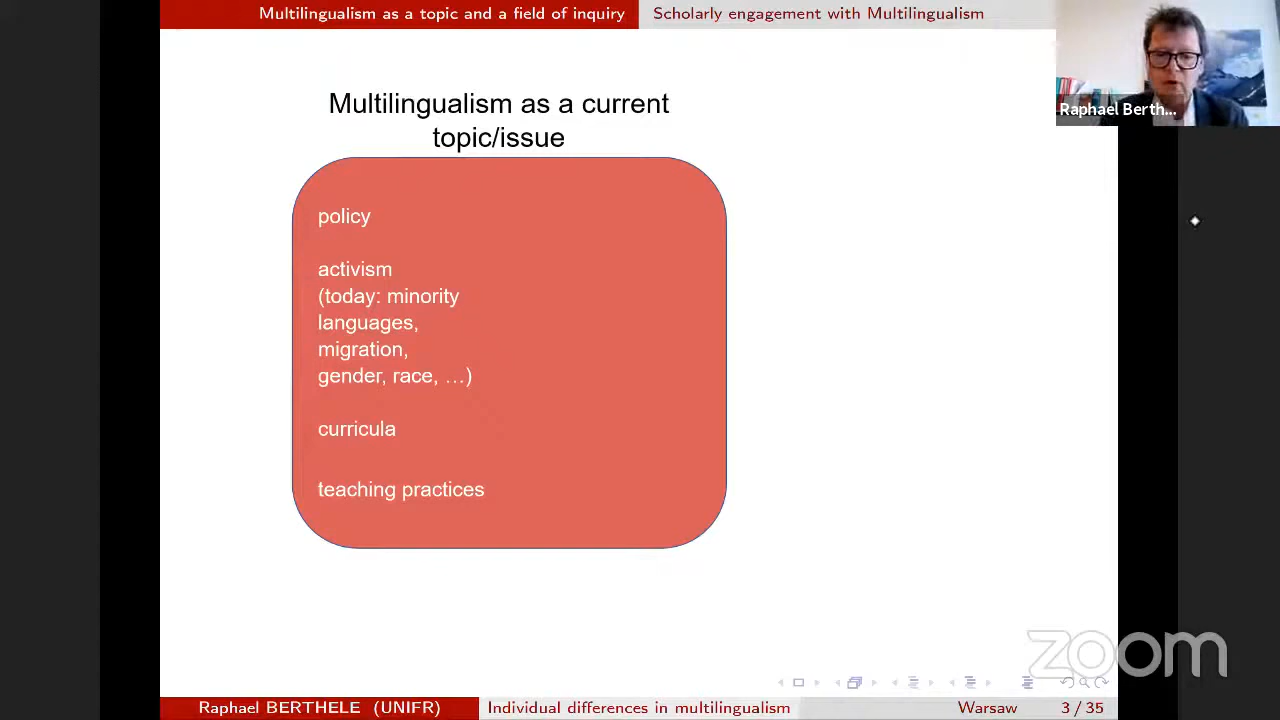 Multilingualism as a topic and a field of inquiry
Scholarly engagement with Multilingualism
Raphael Berth...
Multilingualism as a current
topic/issue
policy
activism
(today: minority
languages,
migration,
gender, race, …)
curricula
teaching practices
zoom
Raphael BERTHELE (UNIFR)
Individual differences in multilingualism
Warsaw
3 / 35